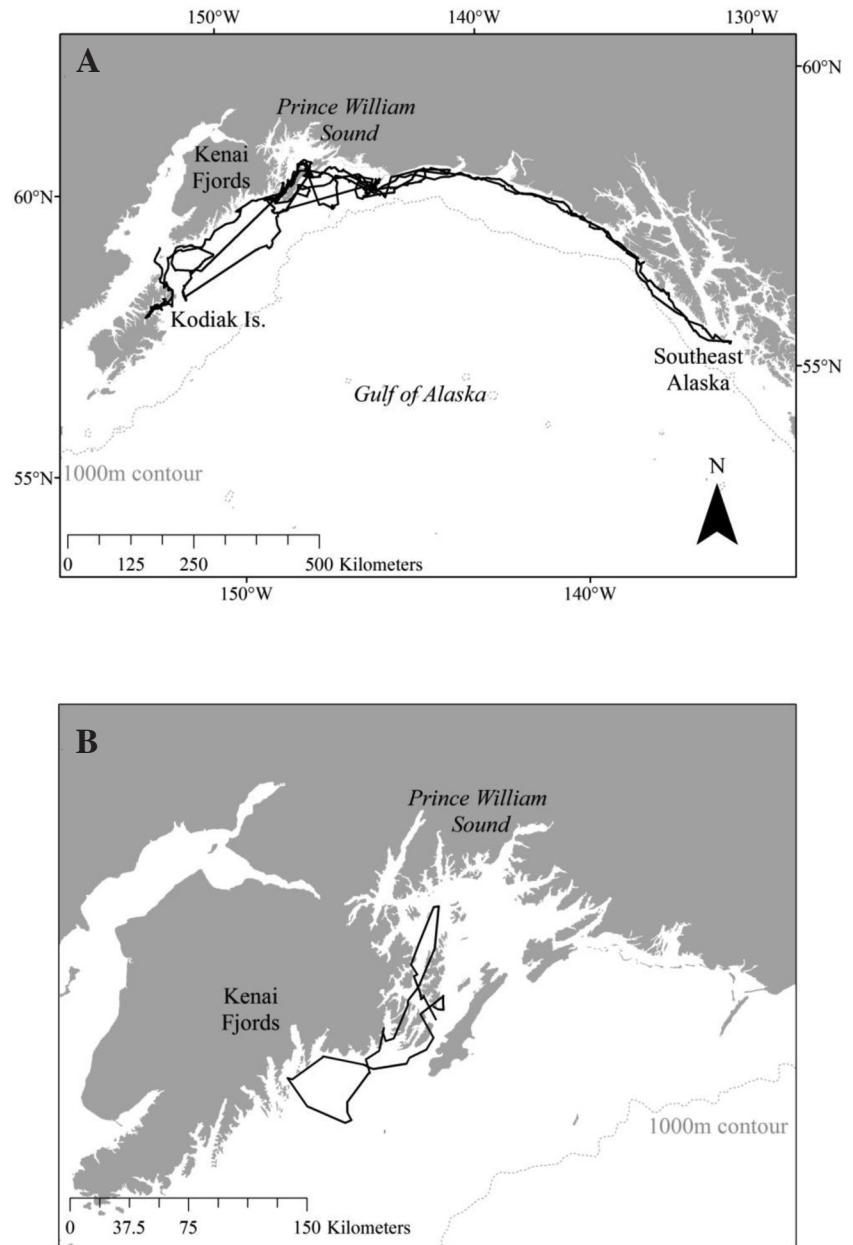 150°W 140°W 130°W
A
60°N
Prince William
Sound
Kenai
Fjords
60°N
Kodiak Is.
Southeast
Alaska
55°N
Gulf of Alaska
N
1000m contour
55°N
0 125 250 500 Kilometers
150°W 140°W
B
Prince William
Sound
Kenai
Fjords
1000m contour
0 37.5 75 150 Kilometers